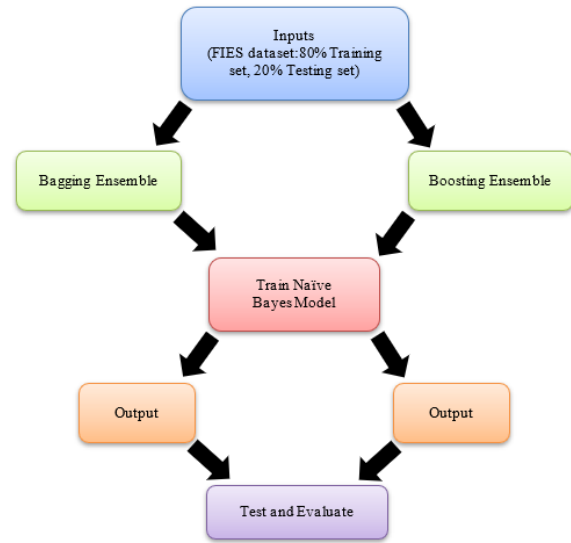 Inputs
(FIES dataset:80% Training
set, 20% Testing set)
Bagging Ensemble
Boosting Ensemble
Train Naïve
Bayes Model
Output
Output
Test and Evaluate